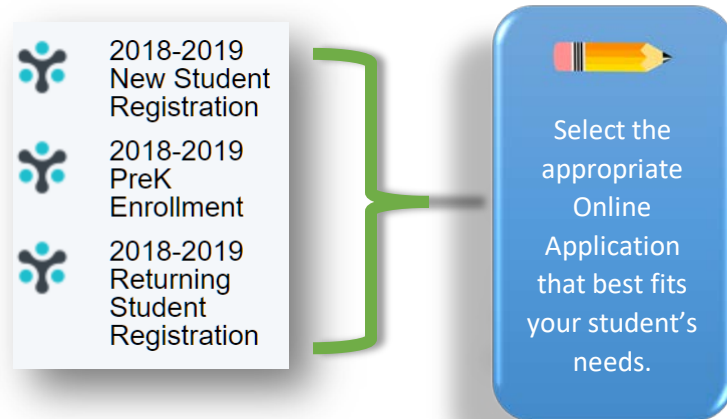 2018-2019
New Student
Registration
2018-2019
PreK
Enrollment
2018-2019
Returning
Student
Registration
Select the
appropriate
Online
Application
that best fits
your student’s
needs.